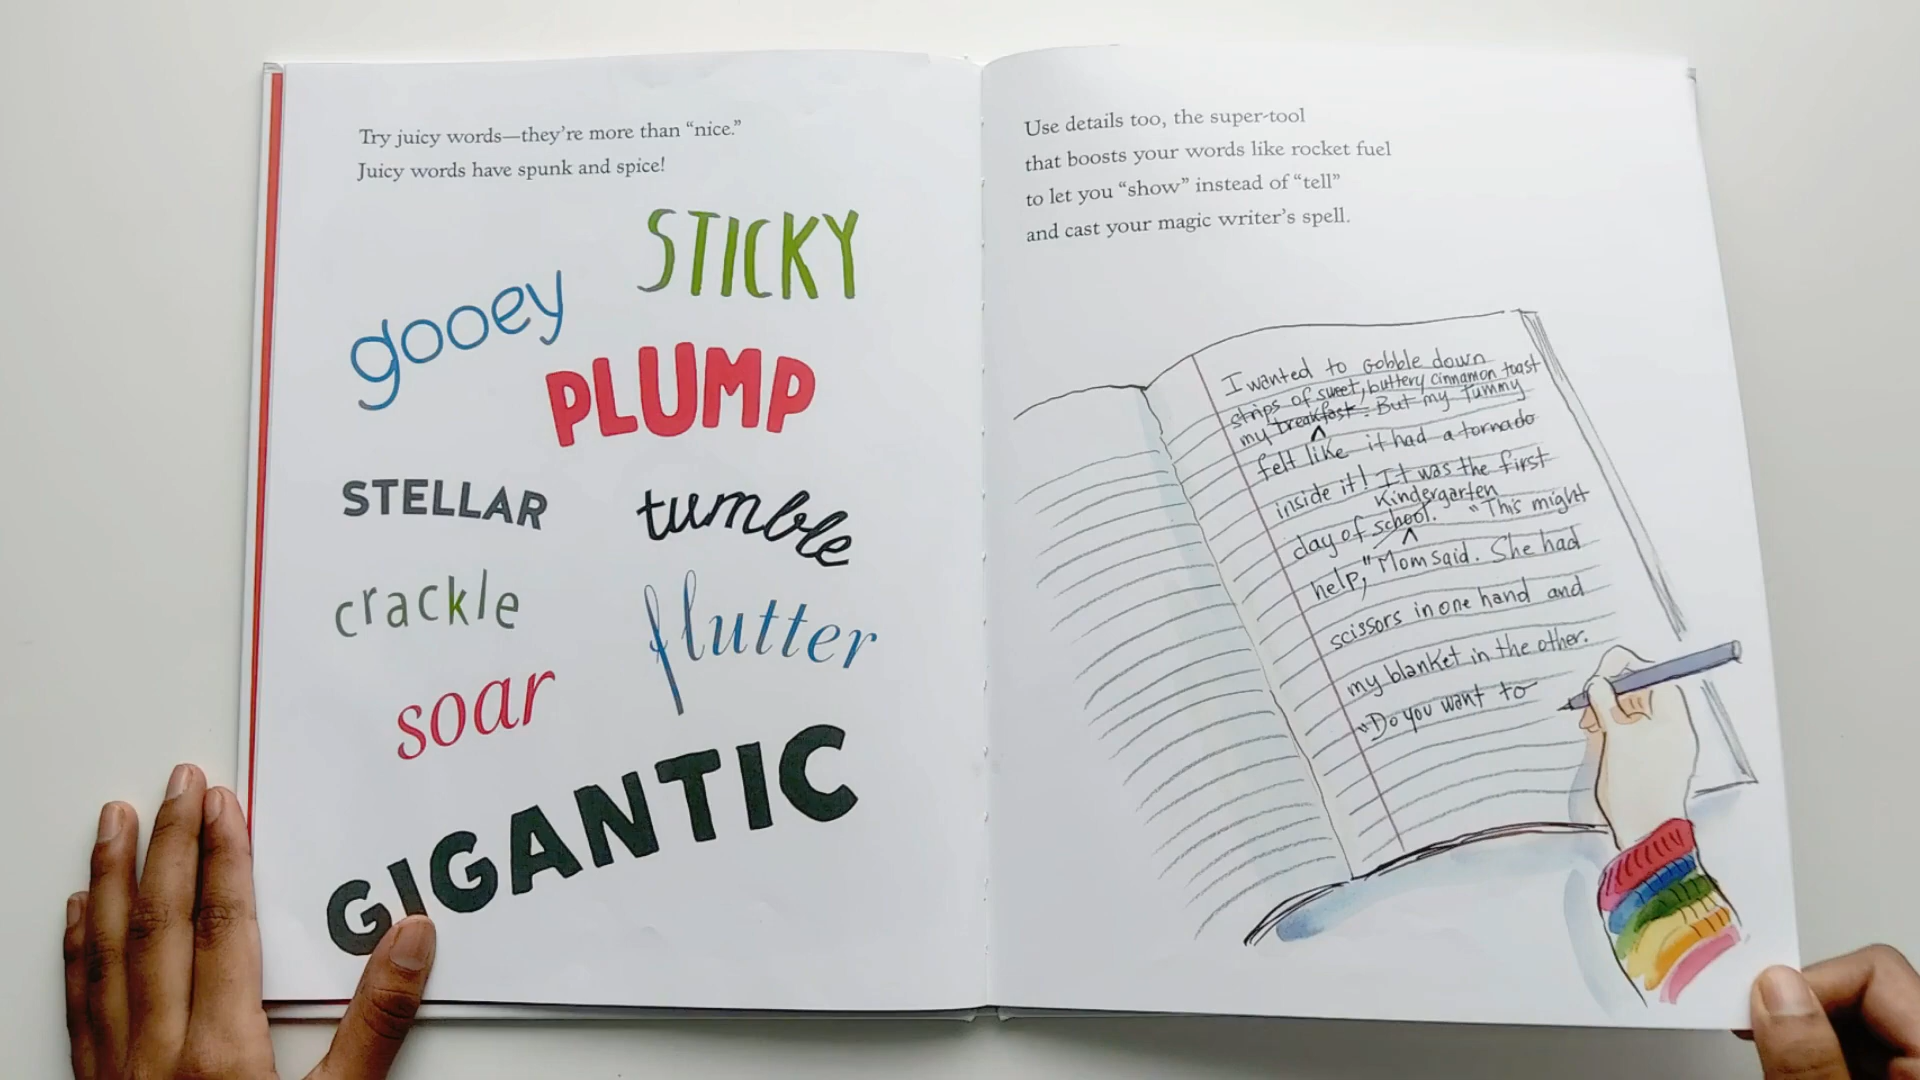 Try juicy words—they're more than “nice.”
Juicy words have spunk and spice!
STICKY
gooey
PLUMP
STELLAR
tumble
crackle
flutter
soar
GIGANTIC
Use details too, the super-tool
that boosts your words like rocket fuel
to let you “show” instead of “tell”
and cast your magic writer's spell.
I wanted to Gobble down
strips of sweet, buttery cinnamon toast
my breakfast. But my Tummy
felt like it had a tornado
inside it! It was the first
Kindergarten
day of school. "This might
help," Mom said. She had
scissors in one hand and
my blanket in the other.
"Do you want to